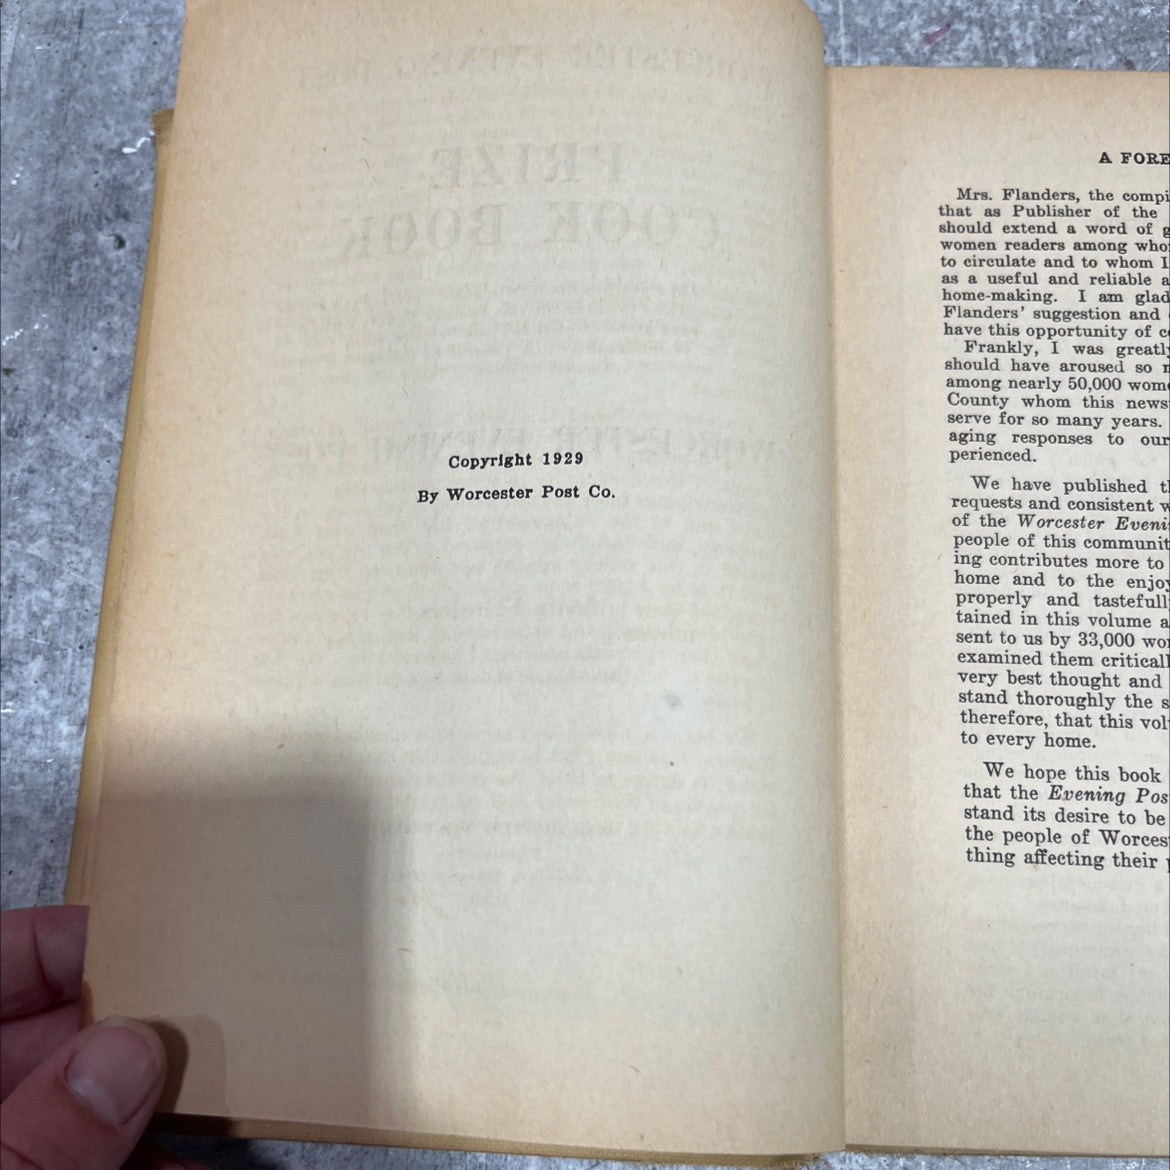 Copyright 1929
By Worcester Post Co.
A FORE
Mrs. Flanders, the compi
that as Publisher of the
should extend a word of g
women readers among who
to circulate and to whom I
as a useful and reliable a
home-making. I am glad
Flanders' suggestion and
have this opportunity of c
Frankly, I was greatly
should have aroused so
among nearly 50,000 wom
County whom this news
serve for so many years.
aging responses to our
perienced.
We have published t
requests and consistent w
of the Worcester Eveni
people of this communit
ing contributes more to
home and to the enjoy
properly and tastefull
tained in this volume a
sent to us by 33,000 wo
examined them critical
very best thought and
stand thoroughly the s
therefore, that this vol
to every home.
We hope this book
that the Evening Pos
stand its desire to be
the people of Worces
thing affecting their